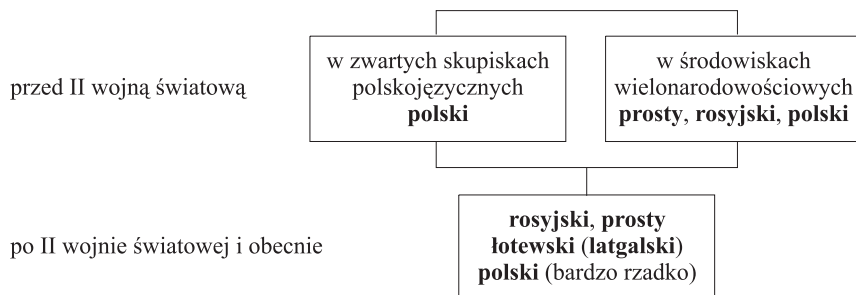 przed II wojną światową
w zwartych skupiskach
polskojęzycznych
polski
w środowiskach
wielonarodowościowych
prosty, rosyjski, polski
po II wojnie światowej i obecnie
rosyjski, prosty
łotewski (latgalski)
polski (bardzo rzadko)